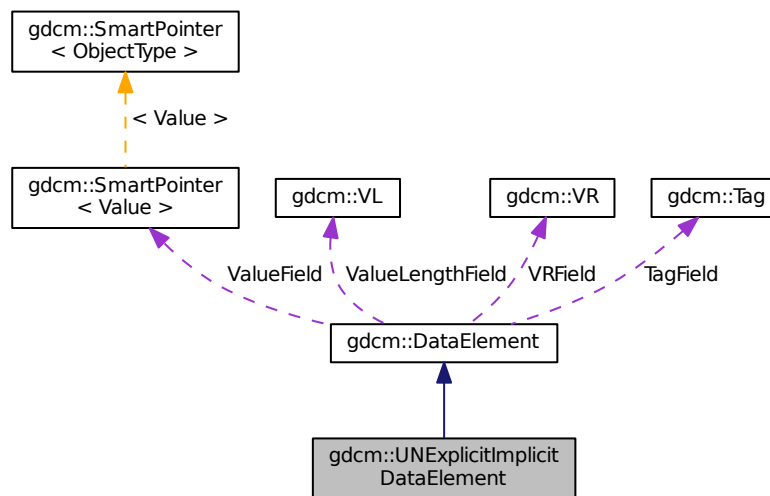 gdcm::SmartPointer
< ObjectType >
< Value >
gdcm::SmartPointer
< Value >
gdcm::VL
gdcm::VR
gdcm::Tag
ValueField
ValueLengthField
VRField
TagField
gdcm::DataElement
gdcm::UNExplicitImplicit
DataElement